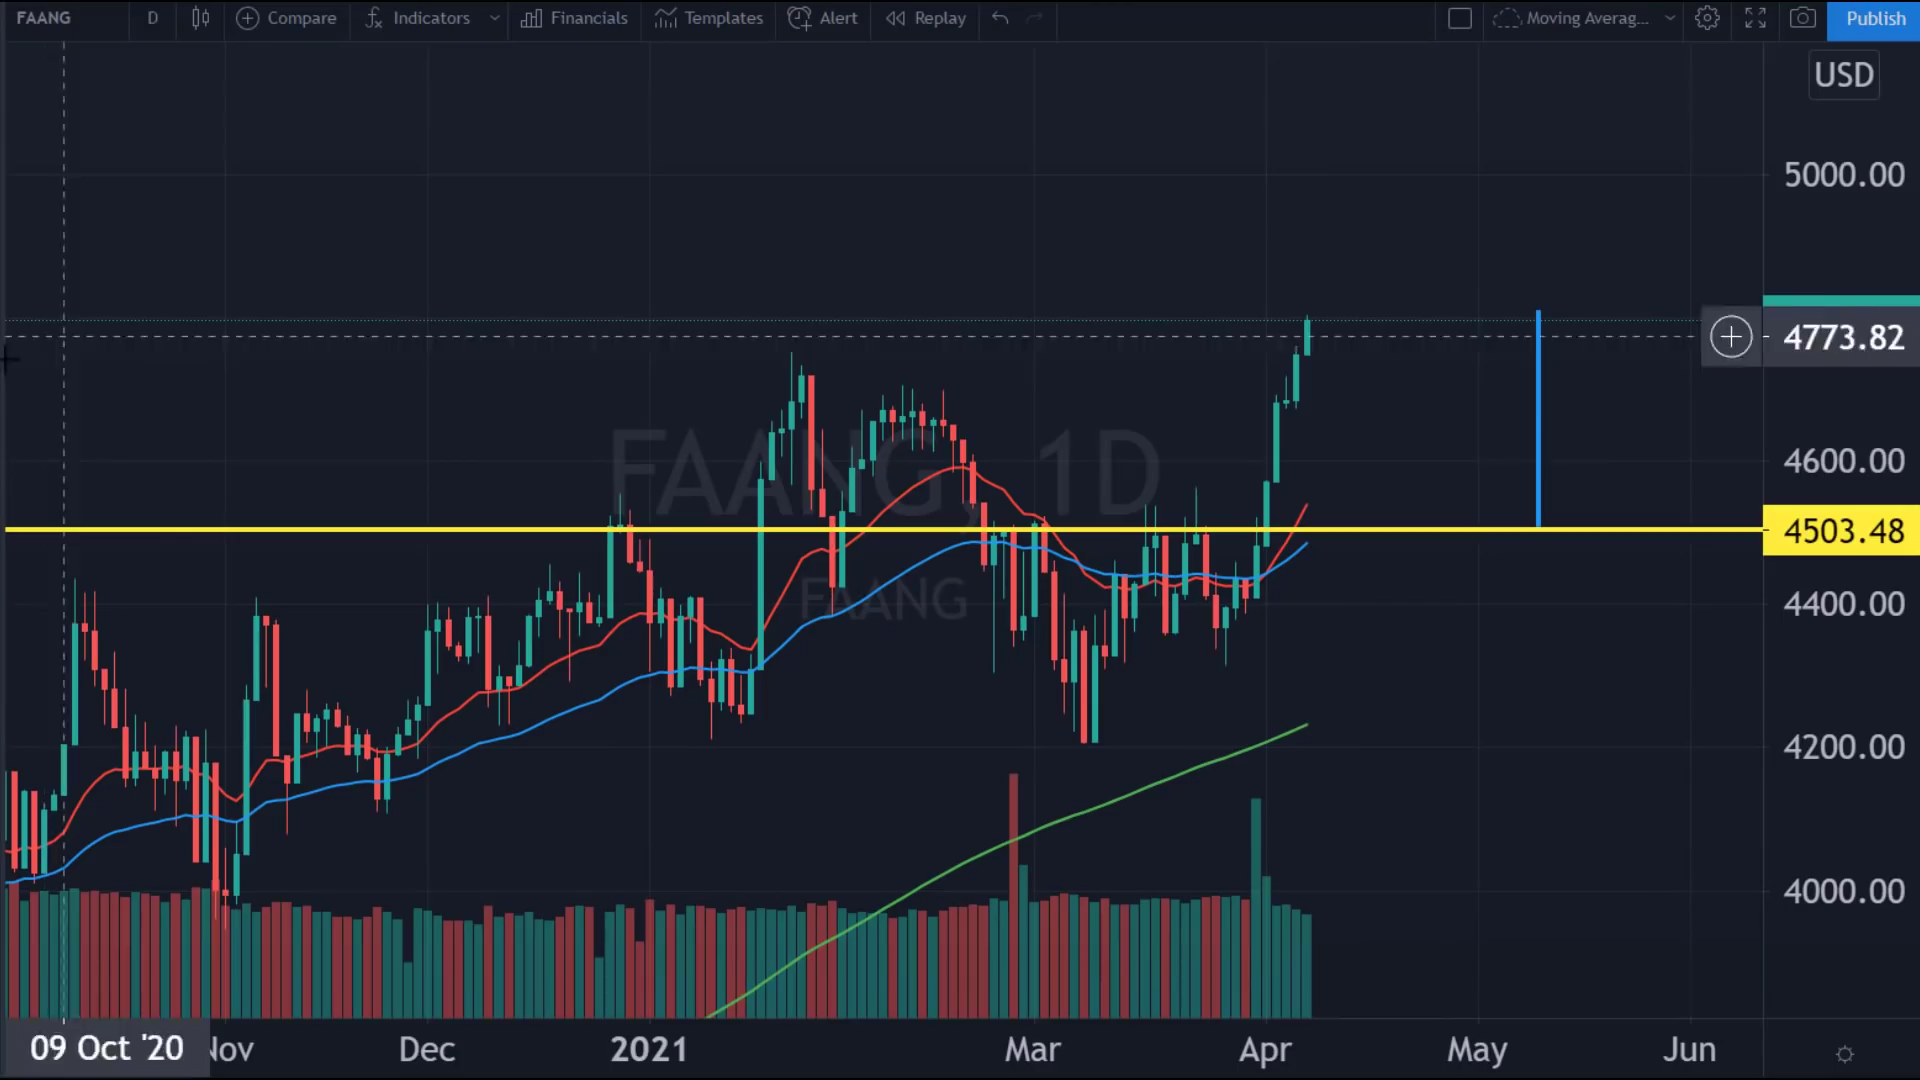 FAANG D Compare Indicators Financials Templates Alert Replay Moving Averag... Publish
USD
5000.00
4773.82
4600.00
4503.48
4400.00
4200.00
4000.00
FAANG, 1D
FAANG
09 Oct '20 Nov Dec 2021 Mar Apr May Jun